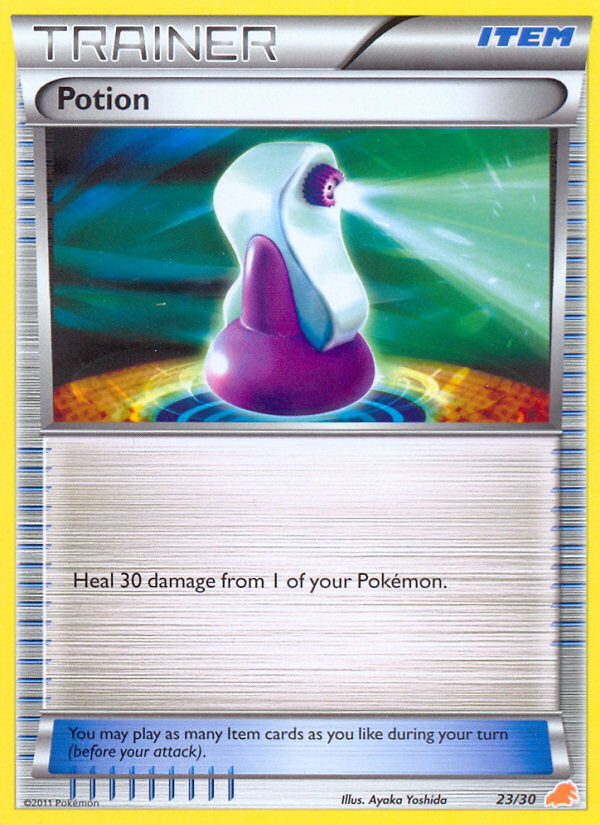 TRAINER
ITEM
Potion
Heal 30 damage from 1 of your Pokémon.
You may play as many Item cards as you like during your turn
(before your attack).
©2011 Pokémon
Illus. Ayaka Yoshida
23/30